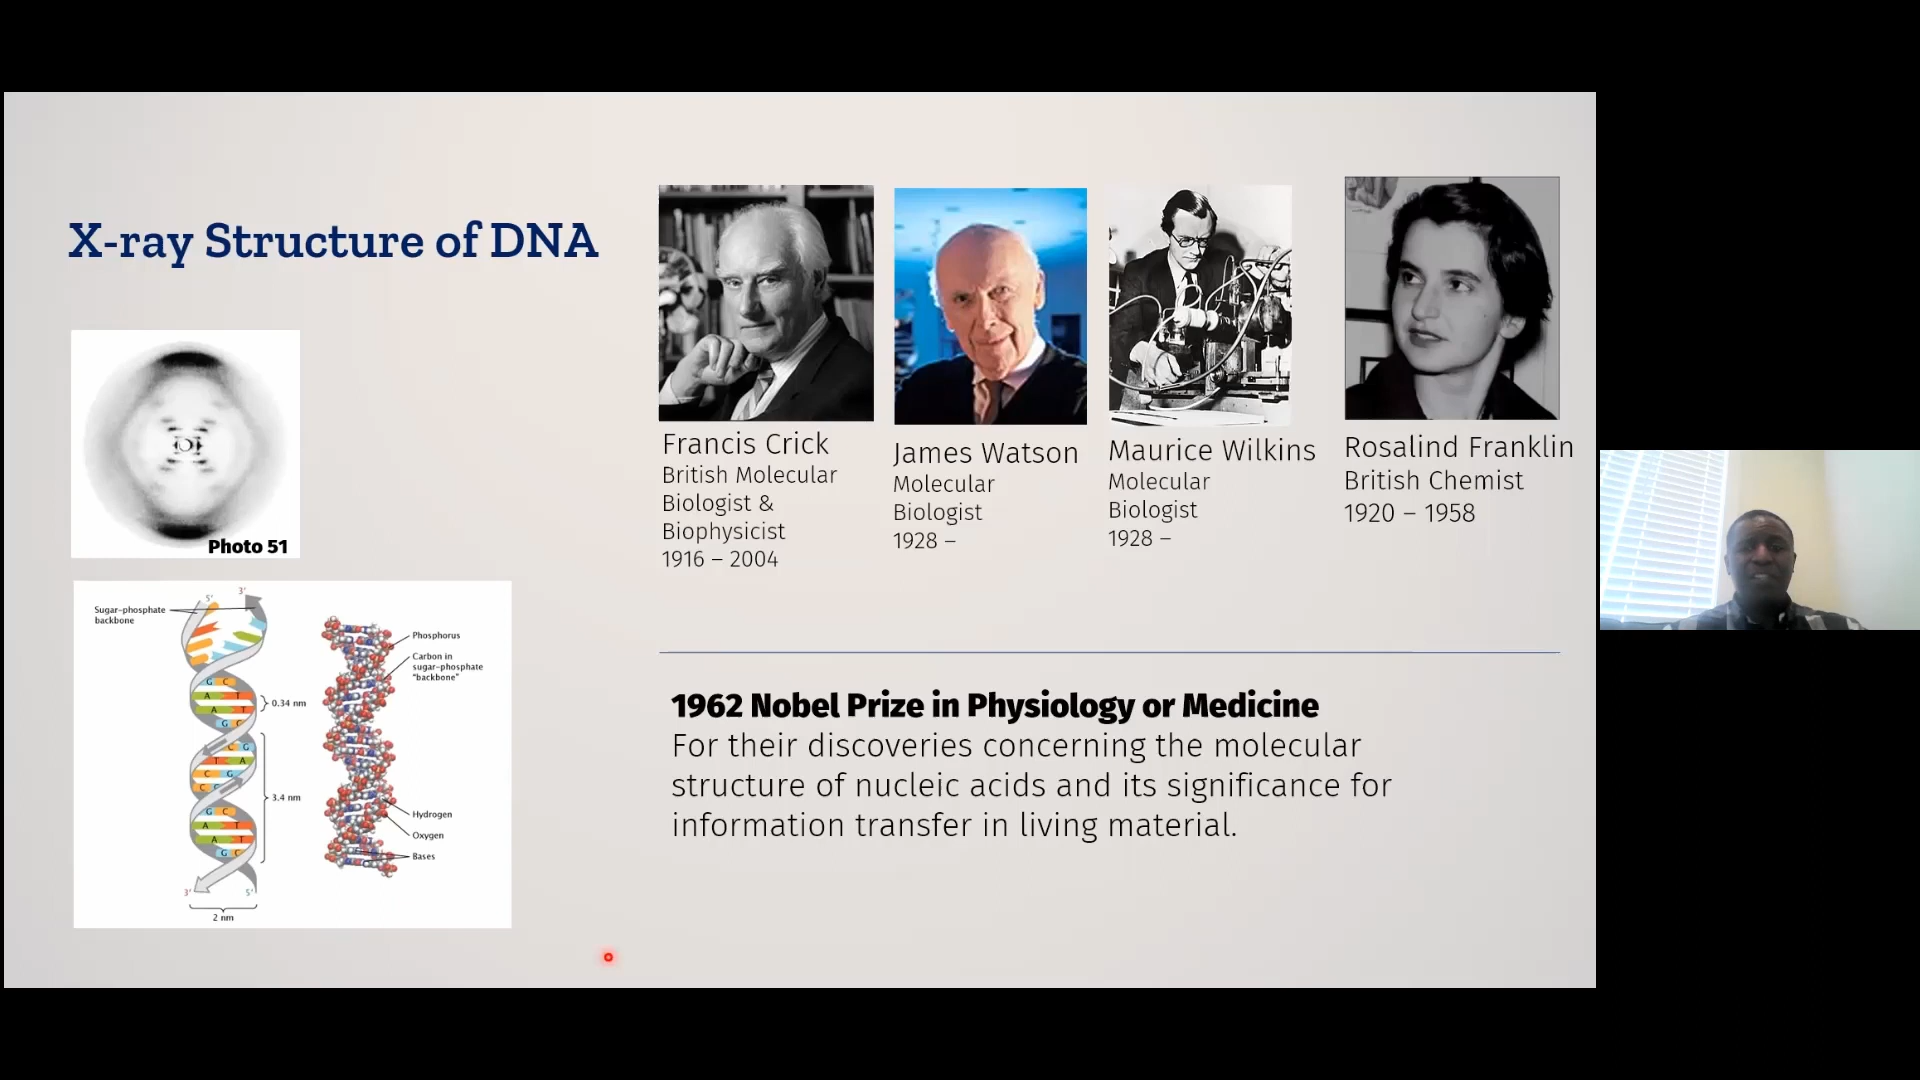 X-ray Structure of DNA
Photo 51
Sugar-phosphate
backbone
5'
3'
G C
A T
A T
G C
0.34 nm
C G
T A
C G
C G
3.4 nm
G C
A T
A T
G C
3'
5'
2 nm
Phosphorus
Carbon in
sugar-phosphate
"backbone"
Hydrogen
Oxygen
Bases
Francis Crick
British Molecular
Biologist &
Biophysicist
1916 – 2004
James Watson
Molecular
Biologist
1928 –
Maurice Wilkins
Molecular
Biologist
1928 –
Rosalind Franklin
British Chemist
1920 – 1958
1962 Nobel Prize in Physiology or Medicine
For their discoveries concerning the molecular
structure of nucleic acids and its significance for
information transfer in living material.